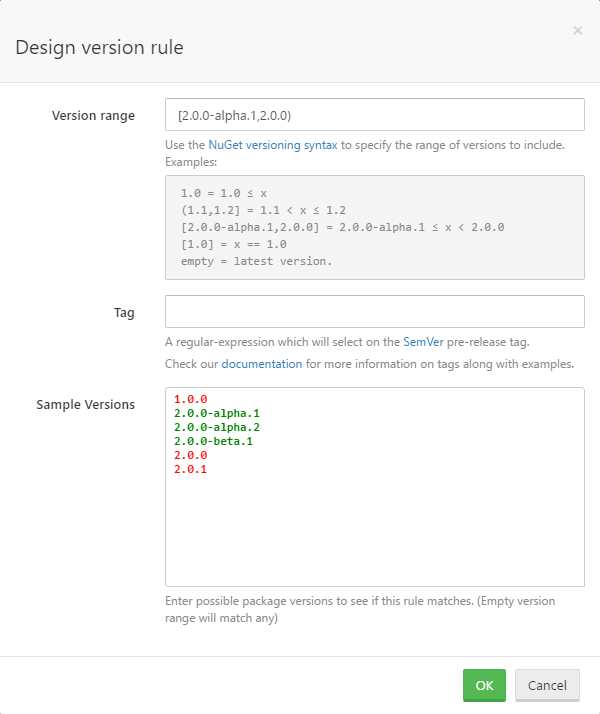 ×
Design version rule
Version range
[2.0.0-alpha.1,2.0.0)
Use the NuGet versioning syntax to specify the range of versions to include.
Examples:
1.0 = 1.0 ≤ x
(1.1,1.2] = 1.1 < x ≤ 1.2
[2.0.0-alpha.1,2.0.0] = 2.0.0-alpha.1 ≤ x < 2.0.0
[1.0] = x == 1.0
empty = latest version.
Tag
A regular-expression which will select on the SemVer pre-release tag.
Check our documentation for more information on tags along with examples.
Sample Versions
1.0.0
2.0.0-alpha.1
2.0.0-alpha.2
2.0.0-beta.1
2.0.0
2.0.1
Enter possible package versions to see if this rule matches. (Empty version
range will match any)
OK
Cancel